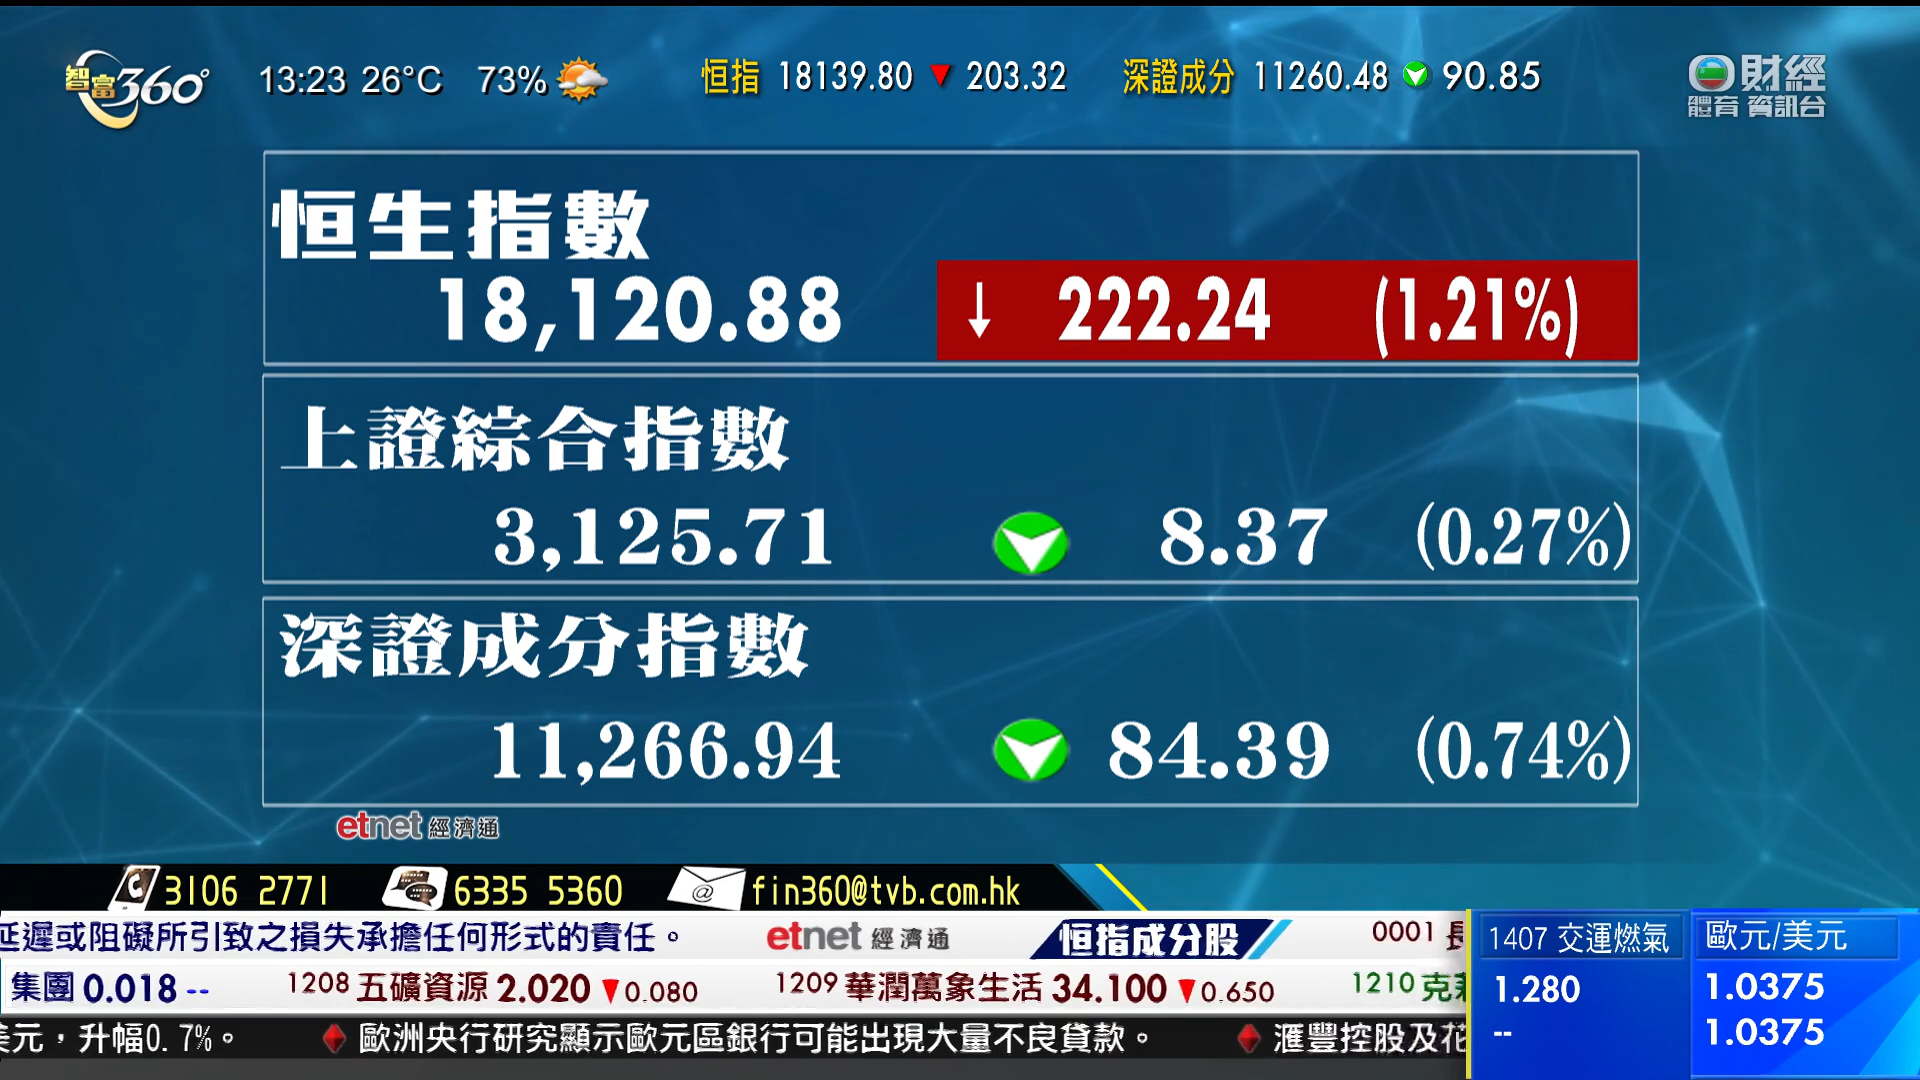 智富360° 13:23 26°C 73% 恒指 18139.80 ▼ 203.32 深證成分 11260.48 90.85 財經
體育 資訊台
恒生指數
18,120.88 ↓ 222.24 (1.21%)
上證綜合指數
3,125.71 8.37 (0.27%)
深證成分指數
11,266.94 84.39 (0.74%)
etnet 經濟通
3106 2771 6335 5360 fin360@tvb.com.hk
延遲或阻礙所引致之損失承擔任何形式的責任。 etnet 經濟通 恒指成分股 0001
集團 0.018 -- 1208 五礦資源 2.020 ▼0.080 1209 華潤萬象生活 34.100 ▼0.650 1210 克
美元，升幅0.7%。 歐洲央行研究顯示歐元區銀行可能出現大量不良貸款。 滙豐控股及花
1407 交運燃氣
1.280
--
歐元/美元
1.0375
1.0375